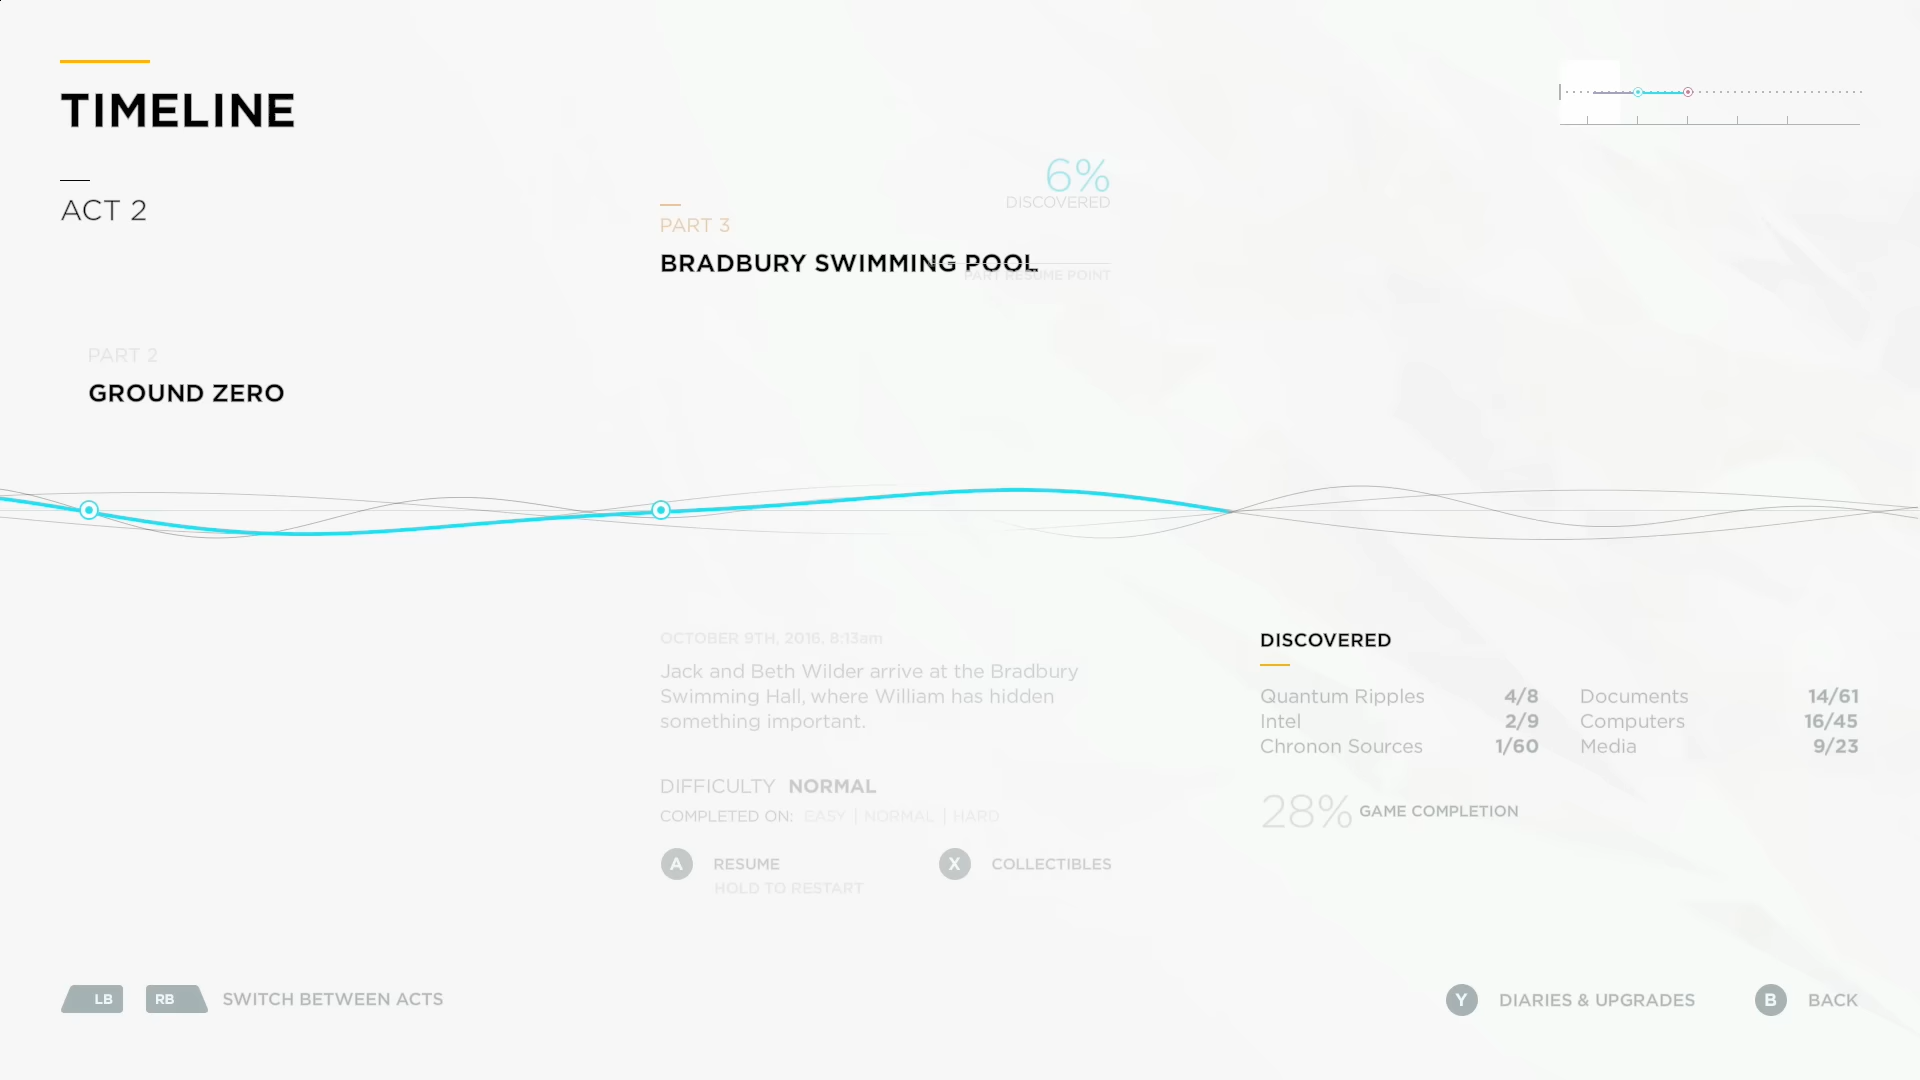 TIMELINE
ACT 2
PART 2
GROUND ZERO
6%
DISCOVERED
PART 3
BRADBURY SWIMMING POOL
PART RESUME POINT
OCTOBER 9TH, 2016, 8:13am
Jack and Beth Wilder arrive at the Bradbury
Swimming Hall, where William has hidden
something important.
DIFFICULTY NORMAL
COMPLETED ON: EASY | NORMAL | HARD
A RESUME
HOLD TO RESTART
X COLLECTIBLES
DISCOVERED
Quantum Ripples 4/8
Intel 2/9
Chronon Sources 1/60
Documents 14/61
Computers 16/45
Media 9/23
28% GAME COMPLETION
LB RB SWITCH BETWEEN ACTS
Y DIARIES & UPGRADES
B BACK